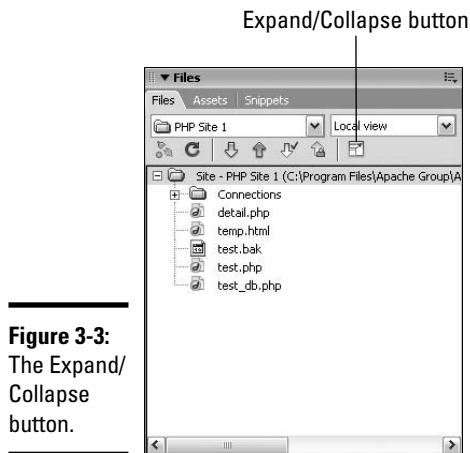 Expand/Collapse button
Files
Files Assets Snippets
PHP Site 1 Local view
Site - PHP Site 1 (C:\Program Files\Apache Group\A
Connections
detail.php
temp.html
test.bak
test.php
test_db.php
Figure 3-3:
The Expand/
Collapse
button.